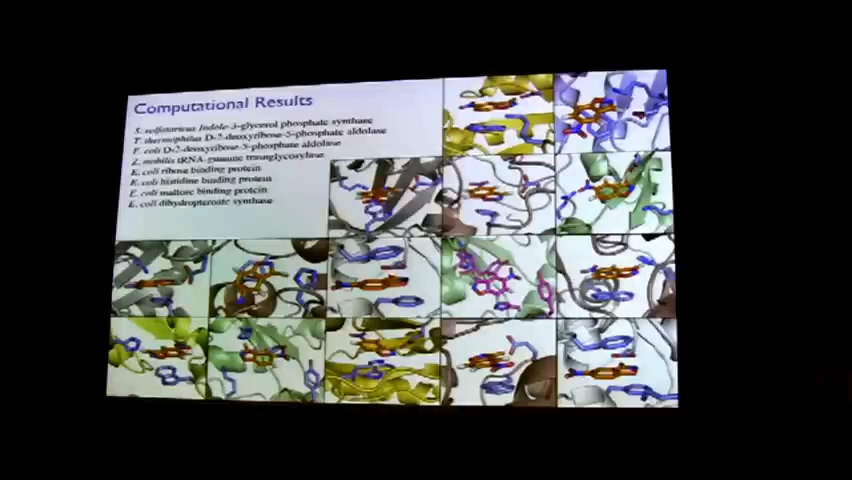 Computational Results
S. solfataricus Indole-3-glycerol phosphate synthase
T. thermophilus D-2-deoxyribose-5-phosphate aldolase
E. coli D-2-deoxyribose-5-phosphate aldolase
Z. mobilis tRNA-guanine transglycosylase
E. coli ribose binding protein
E. coli histidine binding protein
E. coli maltose binding protein
E. coli dihydropteroate synthase